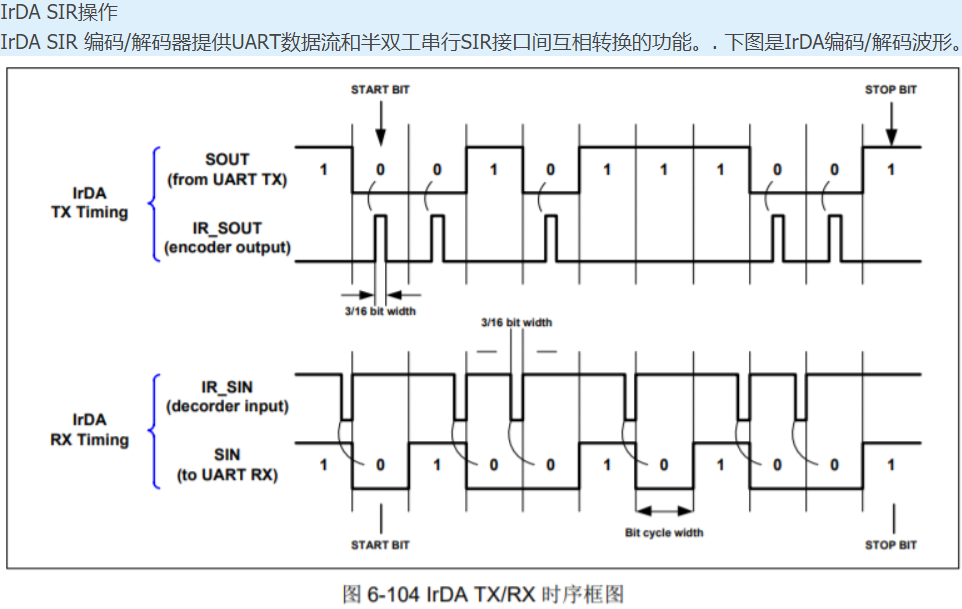 IrDA SIR操作
IrDA SIR 编码/解码器提供UART数据流和半双工串行SIR接口间互相转换的功能。. 下图是IrDA编码/解码波形。
START BIT
STOP BIT
SOUT
(from UART TX)
1 0 0 1 0 1 1 1 0 0 1
IrDA
TX Timing
IR_SOUT
(encoder output)
3/16 bit width
3/16 bit width
IR_SIN
(decorder input)
IrDA
RX Timing
SIN
(to UART RX)
1 0 1 0 0 1 0 1 0 0 1
Bit cycle width
START BIT
STOP BIT
图 6-104 IrDA TX/RX 时序框图